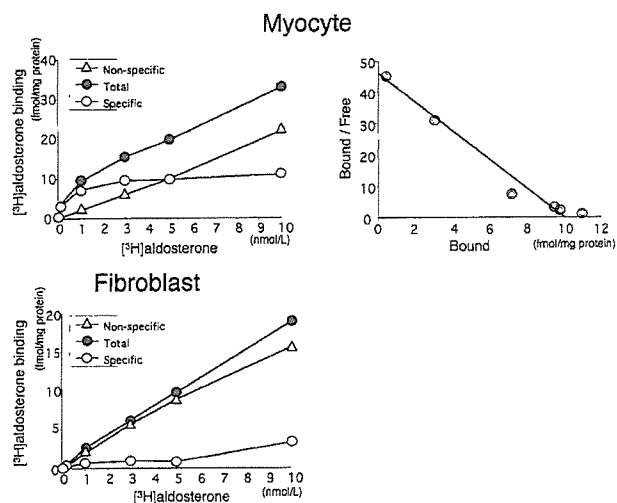 Myocyte
[³H]aldosterone binding
(fmol/mg protein)
40
30
20
10
0
Non-specific
Total
Specific
0 1 2 3 4 5 6 7 8 9 10
[³H]aldosterone
(nmol/L)
Bound / Free
50
40
30
20
10
0
0 2 4 6 8 10 12
Bound
(fmol/mg protein)
Fibroblast
[³H]aldosterone binding
(fmol/mg protein)
20
15
10
5
0
Non-specific
Total
Specific
0 1 2 3 4 5 6 7 8 9 10
[³H]aldosterone
(nmol/L)